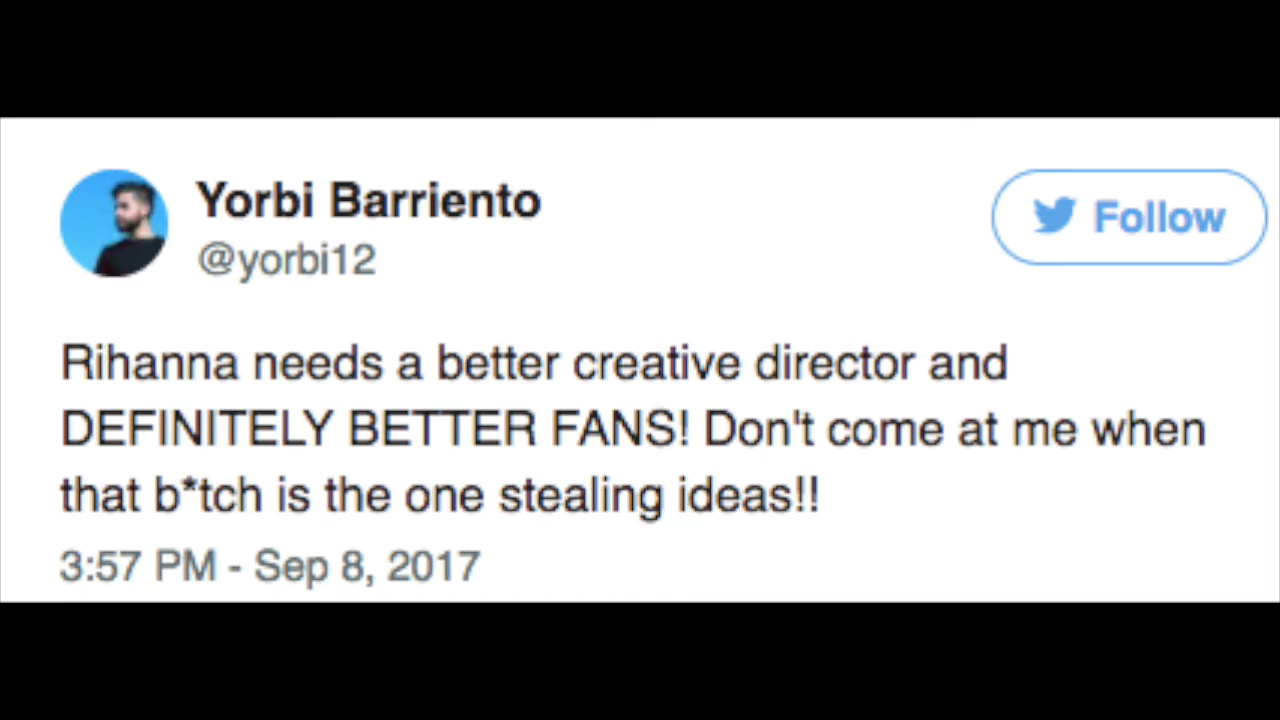 Yorbi Barriento
Follow
@yorbi12
Rihanna needs a better creative director and
DEFINITELY BETTER FANS! Don't come at me when
that b*tch is the one stealing ideas!!
3:57 PM - Sep 8, 2017